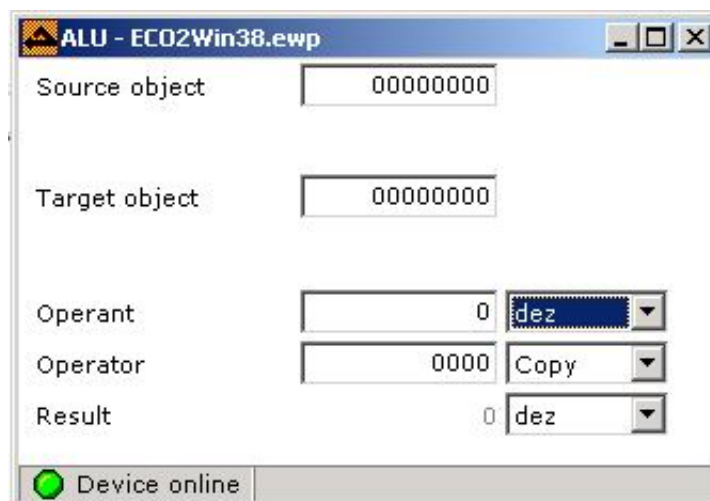 ALU - ECO2Win38.ewp
Source object 00000000
Target object 00000000
Operant 0 dez
Operator 0000 Copy
Result 0 dez
Device online